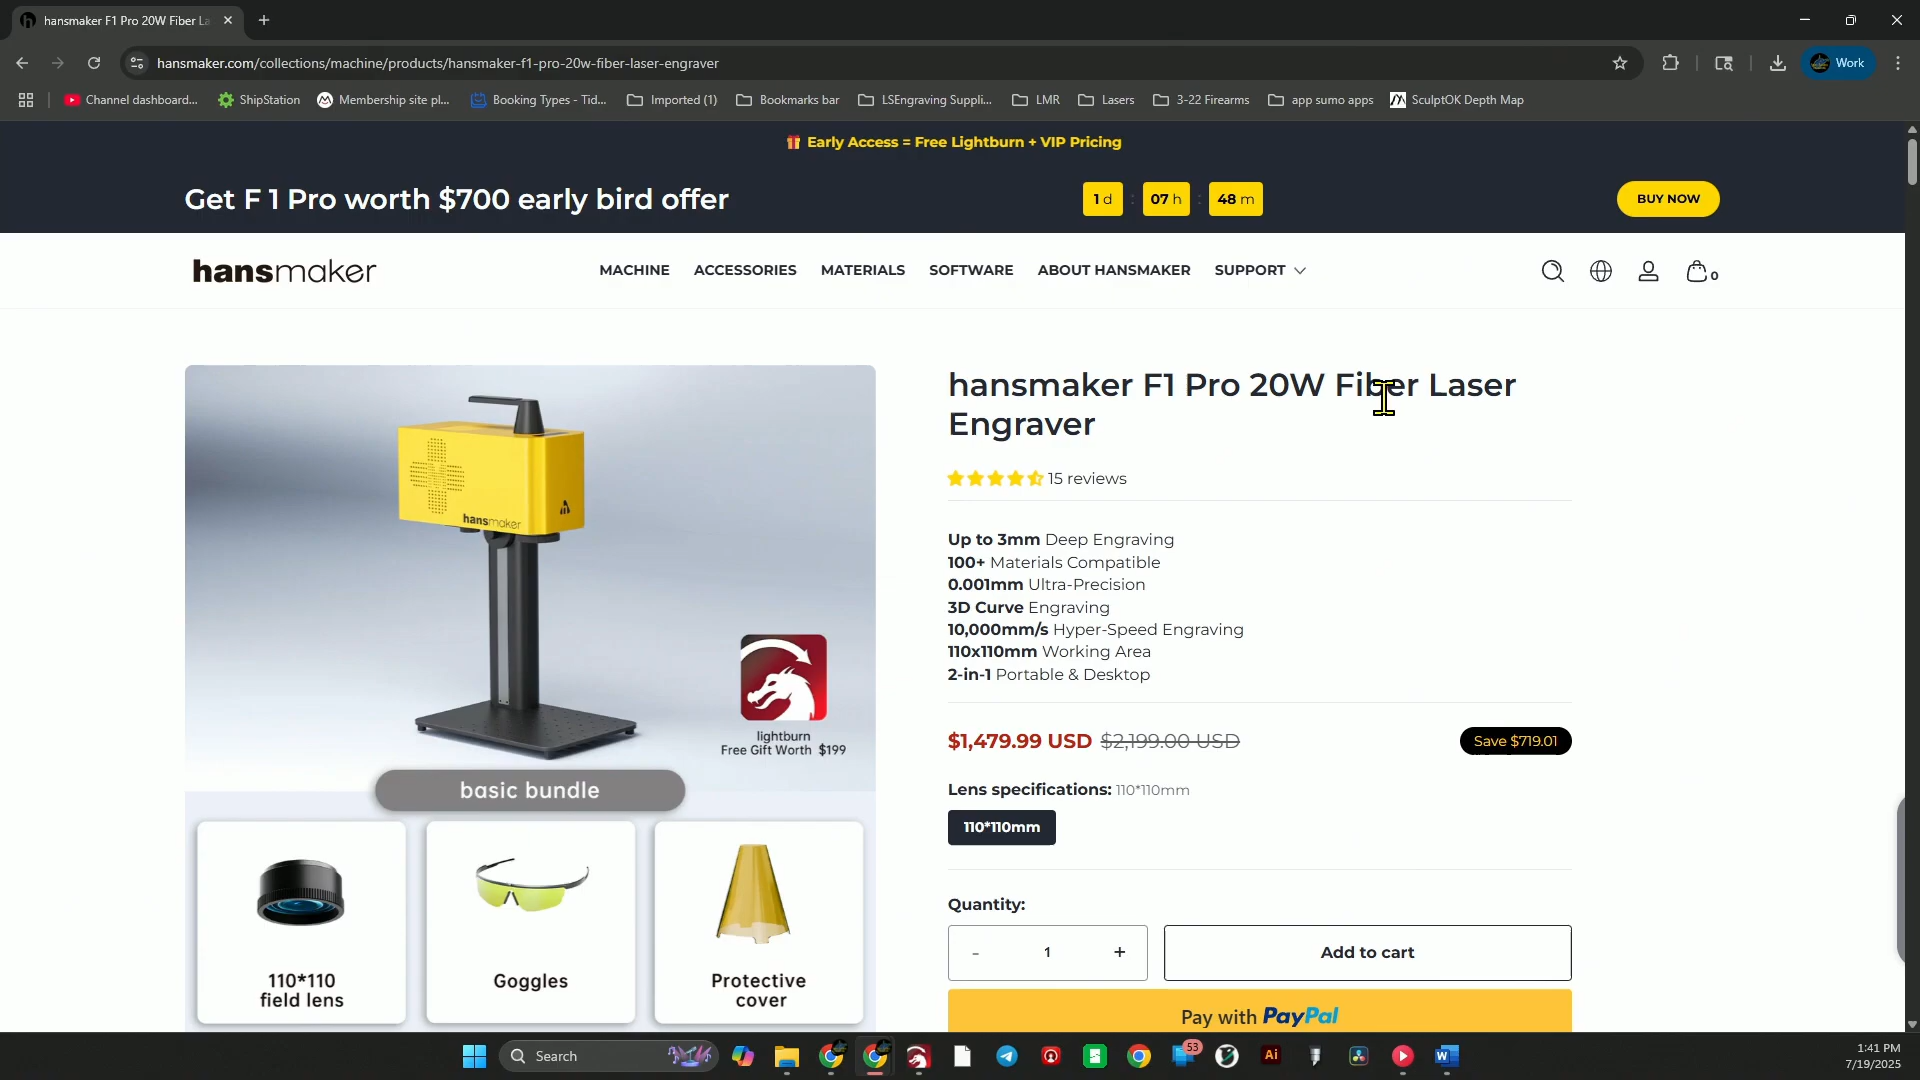 hansmaker F1 Pro 20W Fiber La
hansmaker.com/collections/machine/products/hansmaker-f1-pro-20w-fiber-laser-engraver
Work
Channel dashboard...
ShipStation
Membership site pl...
Booking Types - Tid...
Imported (1)
Bookmarks bar
LSEngraving Suppli...
LMR
Lasers
3-22 Firearms
app sumo apps
SculptOK Depth Map
Early Access = Free Lightburn + VIP Pricing
Get F 1 Pro worth $700 early bird offer
1 d : 07 h : 48 m
BUY NOW
hansmaker
MACHINE
ACCESSORIES
MATERIALS
SOFTWARE
ABOUT HANSMAKER
SUPPORT
0
hansmaker
lightburn
Free Gift Worth $199
basic bundle
110*110
field lens
Goggles
Protective
cover
hansmaker F1 Pro 20W Fiber Laser
Engraver
15 reviews
Up to 3mm Deep Engraving
100+ Materials Compatible
0.001mm Ultra-Precision
3D Curve Engraving
10,000mm/s Hyper-Speed Engraving
110x110mm Working Area
2-in-1 Portable & Desktop
$1,479.99 USD $2,199.00 USD
Save $719.01
Lens specifications: 110*110mm
110*110mm
Quantity:
- 1 +
Add to cart
Pay with PayPal
Search
53
Ai
1:41 PM
7/19/2025